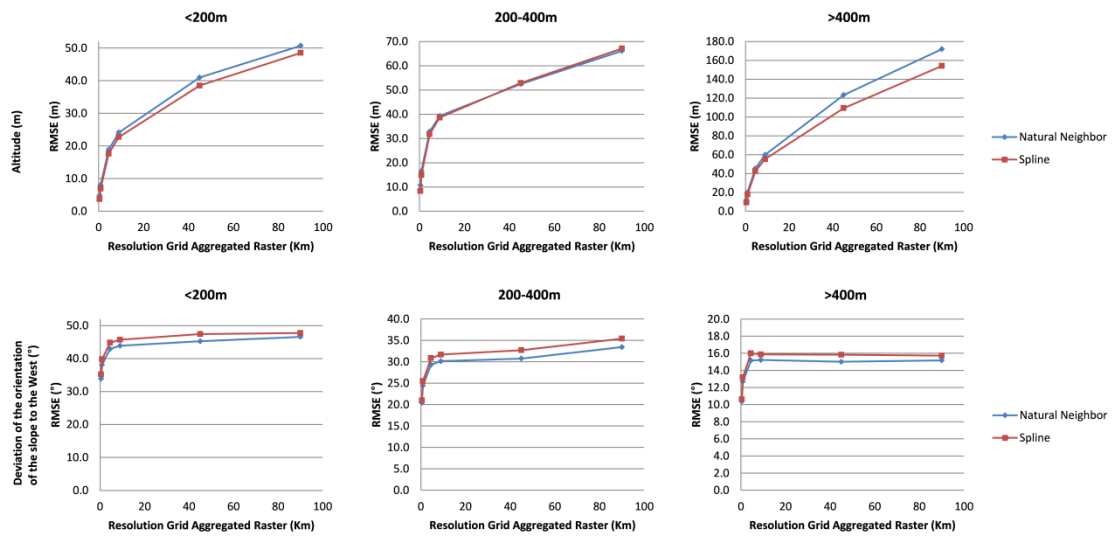 <200m
200-400m
>400m
Altitude (m)
RMSE (m)
50.0
40.0
30.0
20.0
10.0
0.0
0 20 40 60 80 100
Resolution Grid Aggregated Raster (Km)
RMSE (m)
70.0
60.0
50.0
40.0
30.0
20.0
10.0
0.0
0 20 40 60 80 100
Resolution Grid Aggregated Raster (Km)
RMSE (m)
180.0
160.0
140.0
120.0
100.0
80.0
60.0
40.0
20.0
0.0
0 20 40 60 80 100
Resolution Grid Aggregated Raster (Km)
Natural Neighbor
Spline
<200m
200-400m
>400m
Deviation of the orientation
of the slope to the West (°)
RMSE (°)
50.0
40.0
30.0
20.0
10.0
0.0
0 20 40 60 80 100
Resolution Grid Aggregated Raster (Km)
RMSE (°)
40.0
35.0
30.0
25.0
20.0
15.0
10.0
5.0
0.0
0 20 40 60 80 100
Resolution Grid Aggregated Raster (Km)
RMSE (°)
20.0
18.0
16.0
14.0
12.0
10.0
8.0
6.0
4.0
2.0
0.0
0 20 40 60 80 100
Resolution Grid Aggregated Raster (Km)
Natural Neighbor
Spline